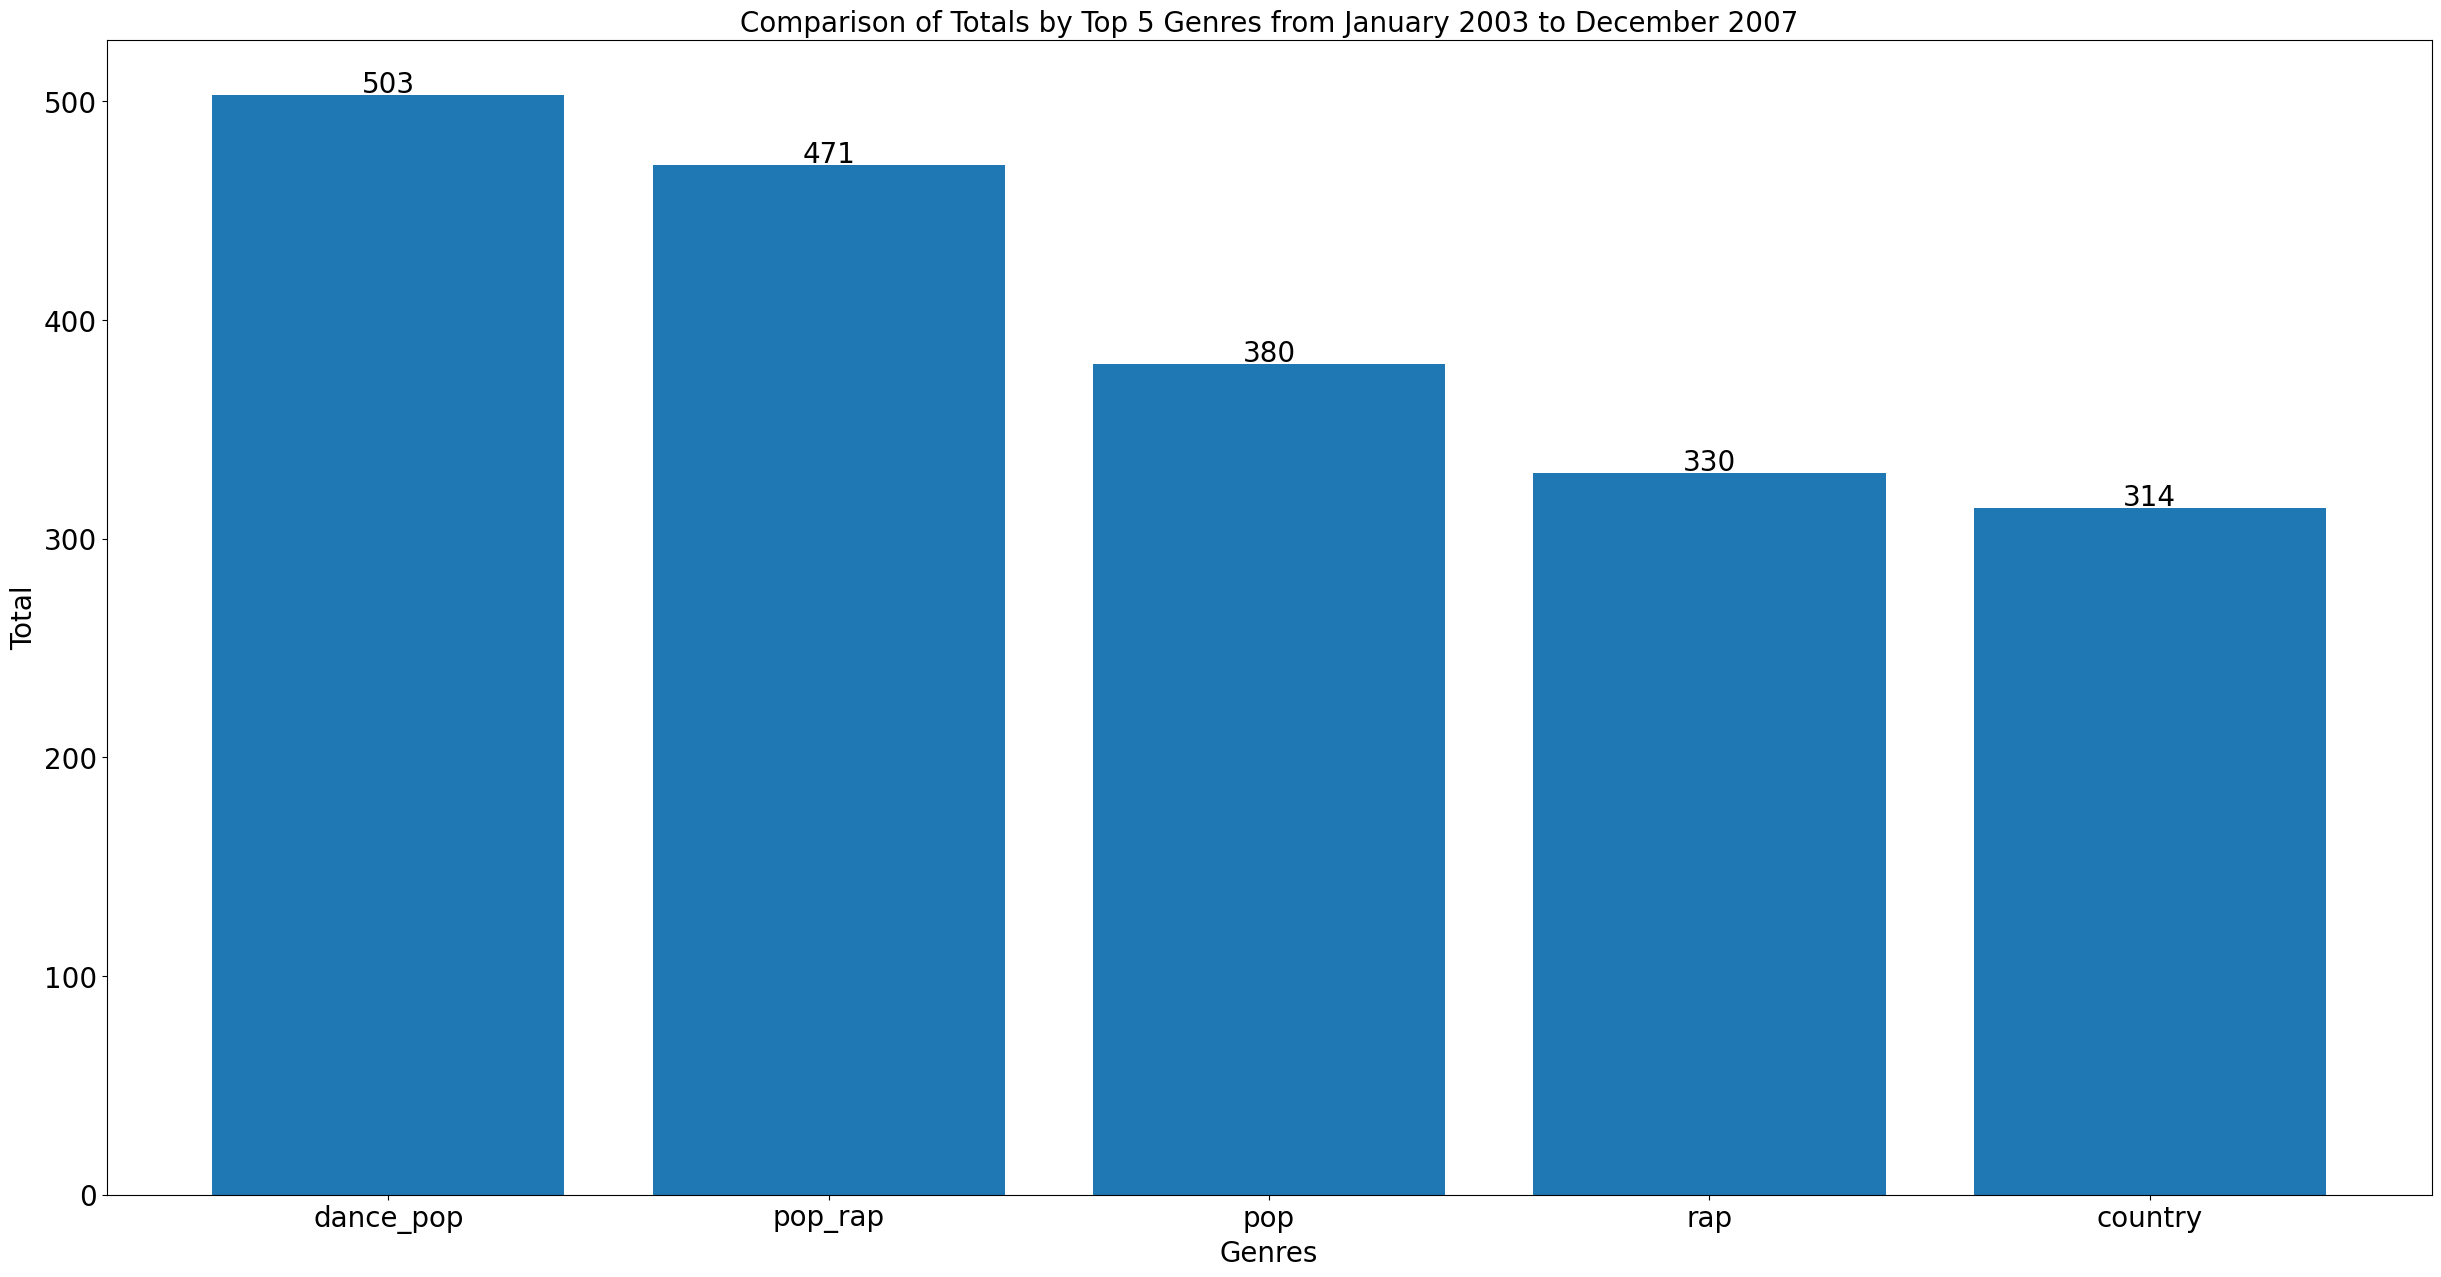 Comparison of Totals by Top 5 Genres from January 2003 to December 2007
503
471
380
330
314
500
400
300
200
100
0
Total
dance_pop
pop_rap
pop
rap
country
Genres